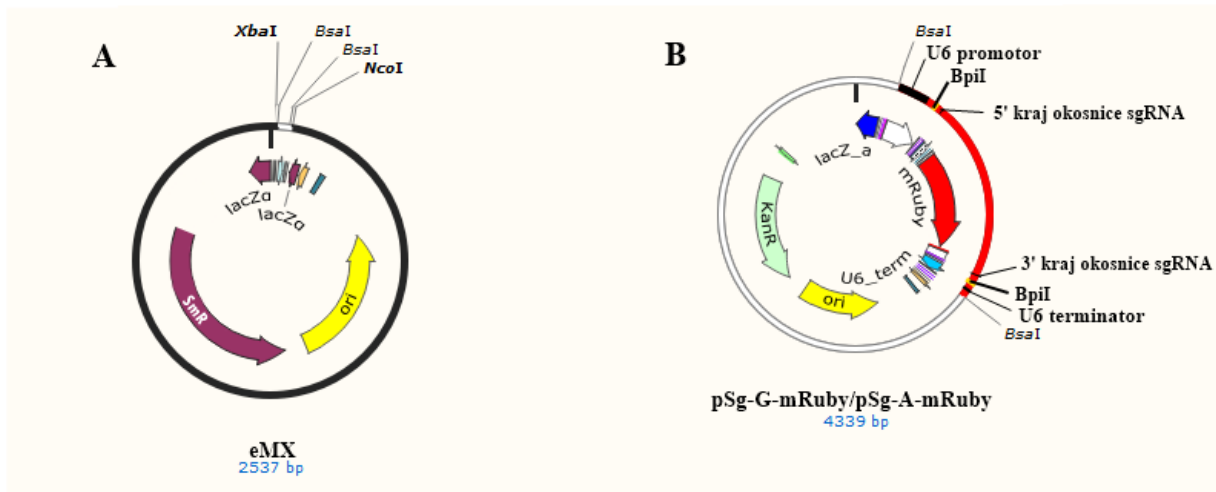 A
XbaI
BsaI
BsaI
NcoI
lacZα
lacZα
SmR
ori
eMX
2537 bp
B
BsaI
U6 promotor
BpiI
5' kraj okosnice sgRNA
lacZ_a
mRuby
KanR
U6_term
ori
3' kraj okosnice sgRNA
BpiI
U6 terminator
BsaI
pSg-G-mRuby/pSg-A-mRuby
4339 bp